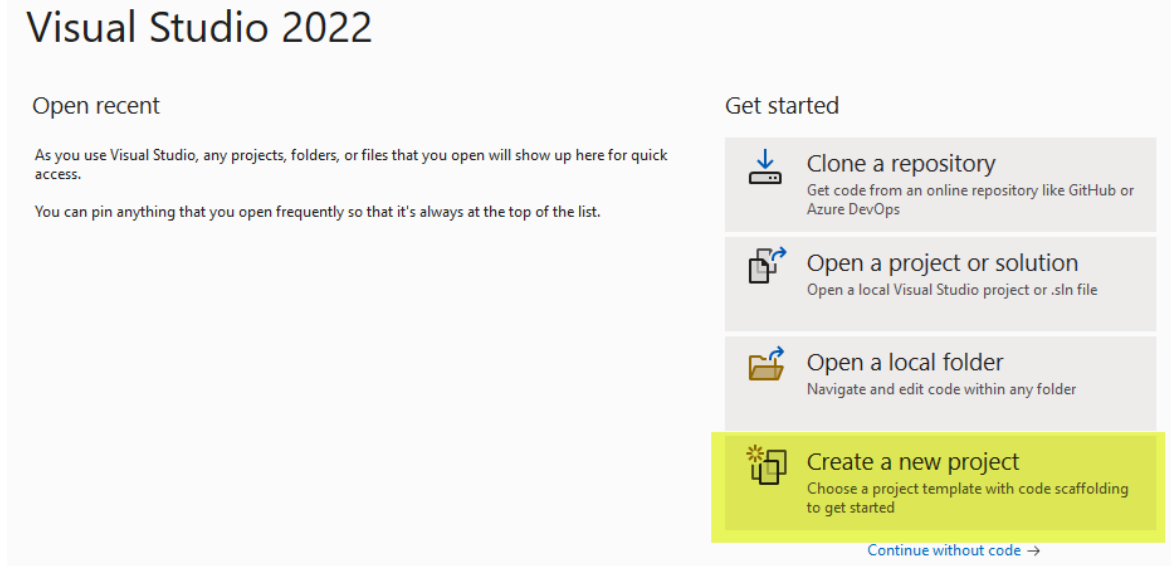 Visual Studio 2022
Open recent
As you use Visual Studio, any projects, folders, or files that you open will show up here for quick
access.
You can pin anything that you open frequently so that it's always at the top of the list.
Get started
Clone a repository
Get code from an online repository like GitHub or
Azure DevOps
Open a project or solution
Open a local Visual Studio project or .sln file
Open a local folder
Navigate and edit code within any folder
Create a new project
Choose a project template with code scaffolding
to get started
Continue without code →